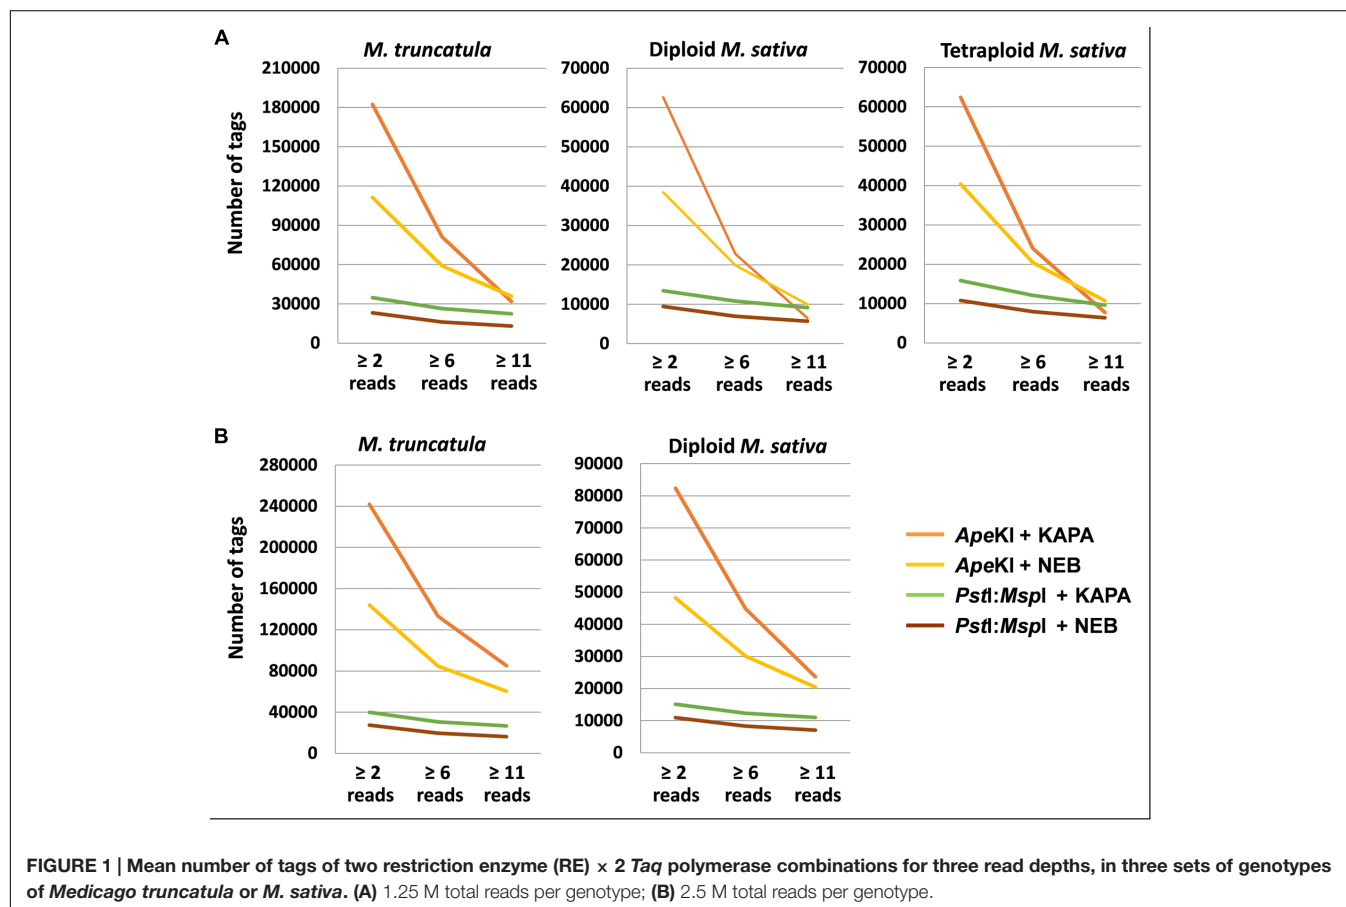 A
M. truncatula
Diploid M. sativa
Tetraploid M. sativa
Number of tags
210000
180000
150000
120000
90000
60000
30000
0
≥ 2 reads
≥ 6 reads
≥ 11 reads
70000
60000
50000
40000
30000
20000
10000
0
≥ 2 reads
≥ 6 reads
≥ 11 reads
70000
60000
50000
40000
30000
20000
10000
0
≥ 2 reads
≥ 6 reads
≥ 11 reads
B
M. truncatula
Diploid M. sativa
Number of tags
280000
240000
200000
160000
120000
80000
40000
0
≥ 2 reads
≥ 6 reads
≥ 11 reads
90000
80000
70000
60000
50000
40000
30000
20000
10000
0
≥ 2 reads
≥ 6 reads
≥ 11 reads
ApeKI + KAPA
ApeKI + NEB
PstI:MspI + KAPA
PstI:MspI + NEB
FIGURE 1 | Mean number of tags of two restriction enzyme (RE) × 2 Taq polymerase combinations for three read depths, in three sets of genotypes
of Medicago truncatula or M. sativa. (A) 1.25 M total reads per genotype; (B) 2.5 M total reads per genotype.